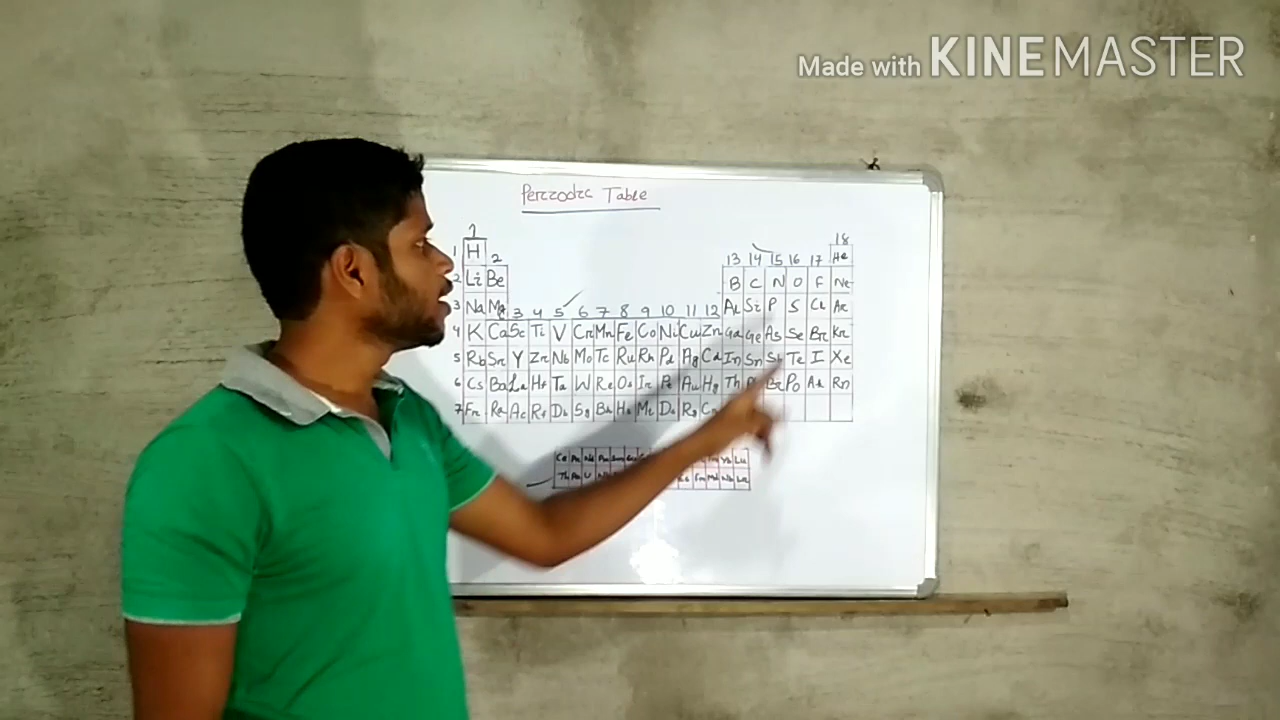 Made with KINEMASTER
Periodic Table
1 18
1 H 2 13 14 15 16 17 He
2 Li Be B C N O F Ne
3 Na Mg 3 4 5 6 7 8 9 10 11 12 Al Si P S Cl Ar
4 K Ca Sc Ti V Cr Mn Fe Co Ni Cu Zn Ga Ge As Se Br Kr
5 Rb Sr Y Zr Nb Mo Tc Ru Rh Pd Ag Cd In Sn Sb Te I Xe
6 Cs Ba La Hf Ta W Re Os Ir Pt Au Hg Th Bi Po At Rn
7 Fr Ra Ac Rf Db Sg Bh Hs Mt Ds Rg Cn
Ce Pr Nd Pm Sm Yb Lu
Th Pa U Es Fm Md No Lr